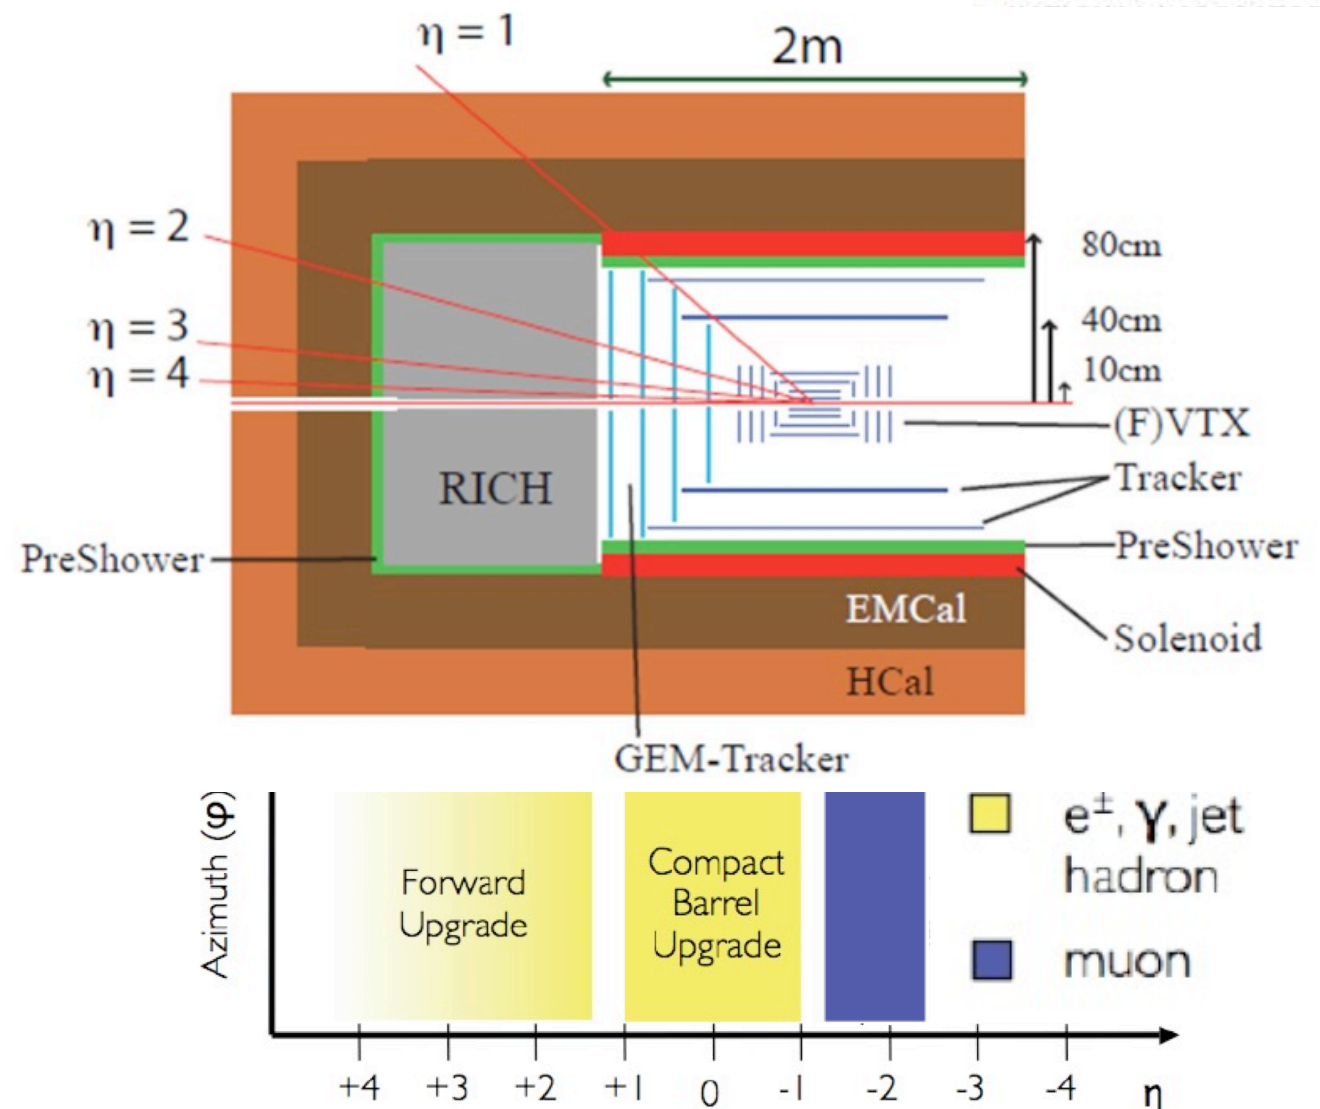 η = 1
2m
η = 2
η = 3
η = 4
80cm
40cm
10cm
(F)VTX
Tracker
RICH
PreShower
PreShower
EMCal
Solenoid
HCal
GEM-Tracker
Azimuth (φ)
Forward
Upgrade
Compact
Barrel
Upgrade
e±, γ, jet
hadron
muon
+4 +3 +2 +1 0 -1 -2 -3 -4 η